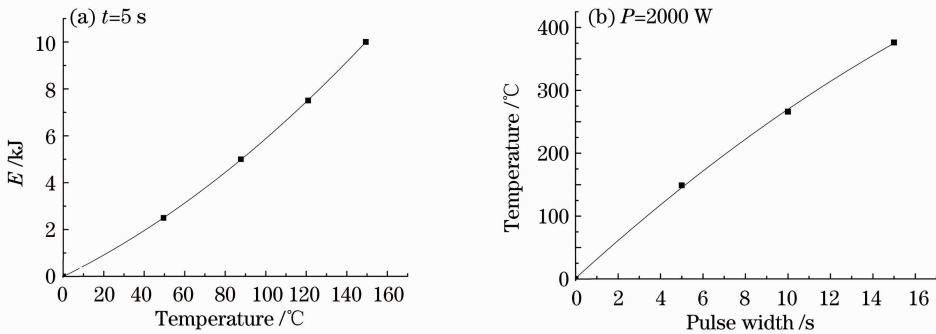 (a) t=5 s
10
8
6
4
2
0
E /kJ
0 20 40 60 80 100 120 140 160
Temperature /℃
(b) P=2000 W
400
300
200
100
0
Temperature /℃
0 2 4 6 8 10 12 14 16
Pulse width /s